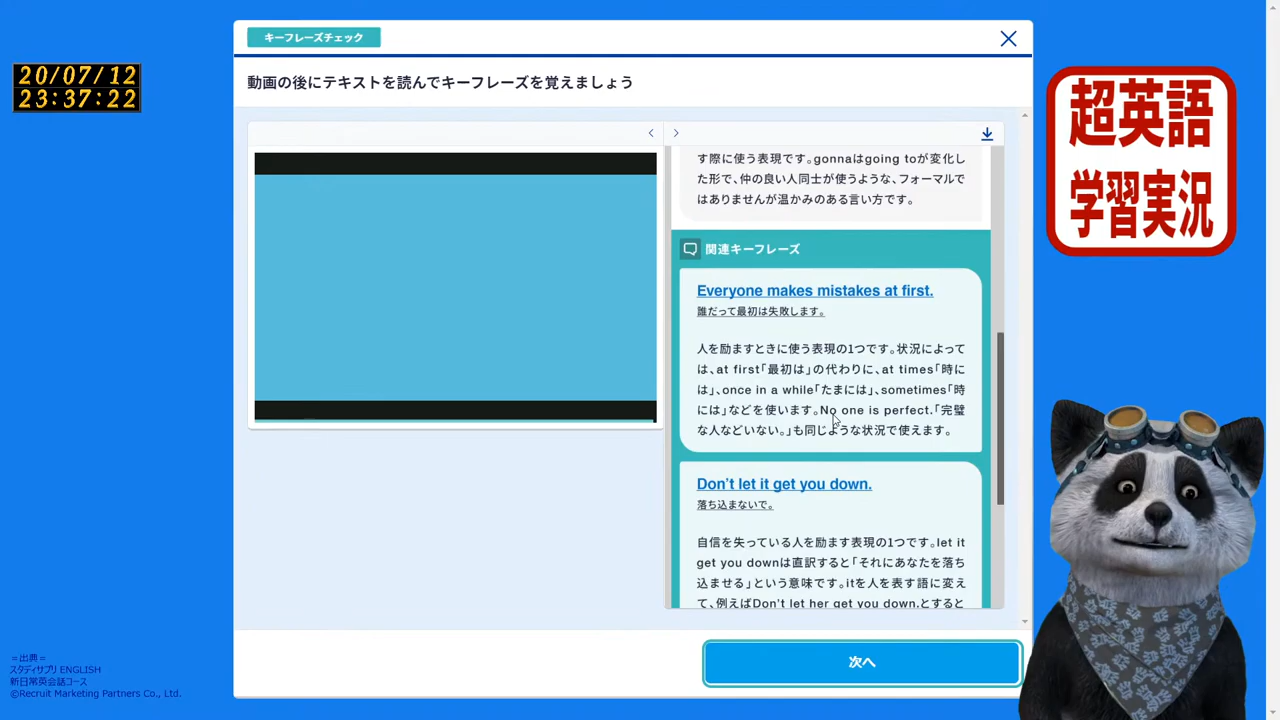 20/07/12
23:37:22
キーフレーズチェック
動画の後にテキストを読んでキーフレーズを覚えましょう
超英語
学習実況
す際に使う表現です。gonnaはgoing toが変化し
た形で、仲の良い人同士が使うような、フォーマルで
はありませんが温かみのある言い方です。
関連キーフレーズ
Everyone makes mistakes at first.
誰だって最初は失敗します。
人を励ますときに使う表現の1つです。状況によって
は、at first「最初は」の代わりに、at times「時に
は」、once in a while「たまには」、sometimes「時
には」などを使います。No one is perfect.「完璧
な人などいない。」も同じような状況で使えます。
Don't let it get you down.
落ち込まないで。
自信を失っている人を励ます表現の1つです。let it
get you downは直訳すると「それにあなたを落ち
込ませる」という意味です。itを人を表す語に変え
て、例えばDon't let her get you down.とすると
次へ
＝出典＝
スタディサプリ ENGLISH
新日常英会話コース
©Recruit Marketing Partners Co., Ltd.